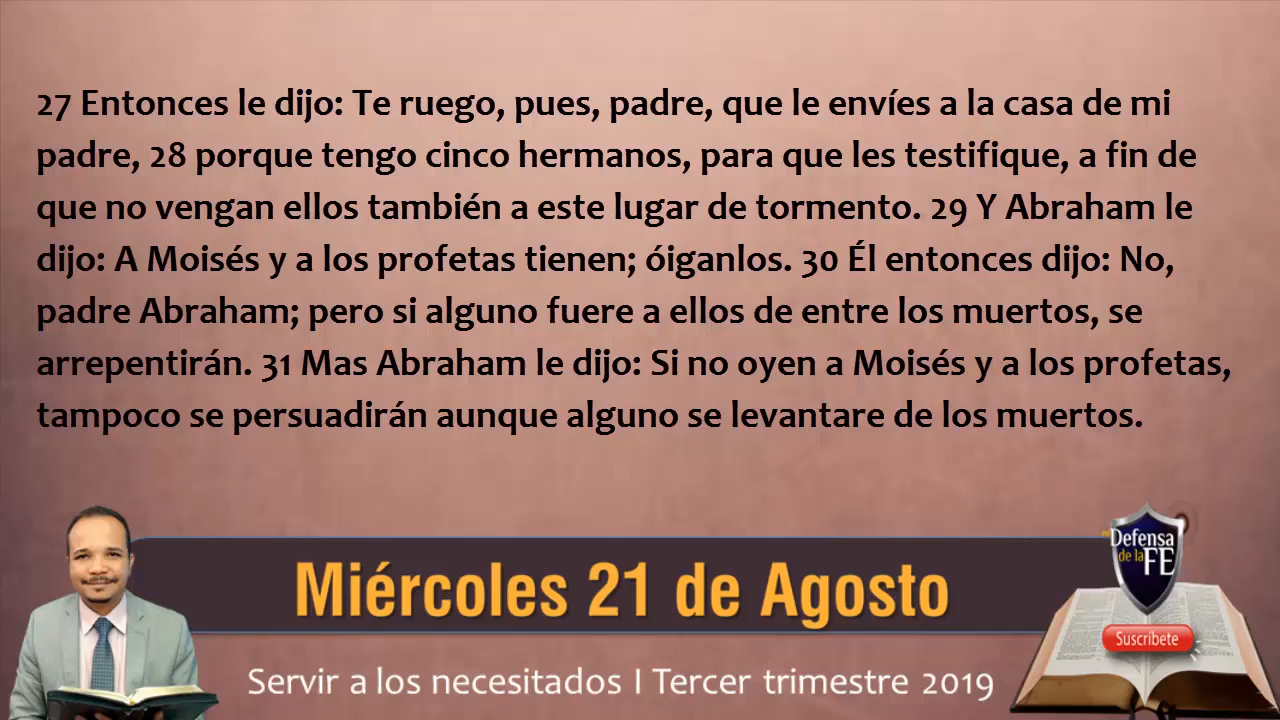 27 Entonces le dijo: Te ruego, pues, padre, que le envíes a la casa de mi
padre, 28 porque tengo cinco hermanos, para que les testifique, a fin de
que no vengan ellos también a este lugar de tormento. 29 Y Abraham le
dijo: A Moisés y a los profetas tienen; óiganlos. 30 Él entonces dijo: No,
padre Abraham; pero si alguno fuere a ellos de entre los muertos, se
arrepentirán. 31 Mas Abraham le dijo: Si no oyen a Moisés y a los profetas,
tampoco se persuadirán aunque alguno se levantare de los muertos.
Defensa
de la FE
Miércoles 21 de Agosto
Suscríbete
Servir a los necesitados I Tercer trimestre 2019